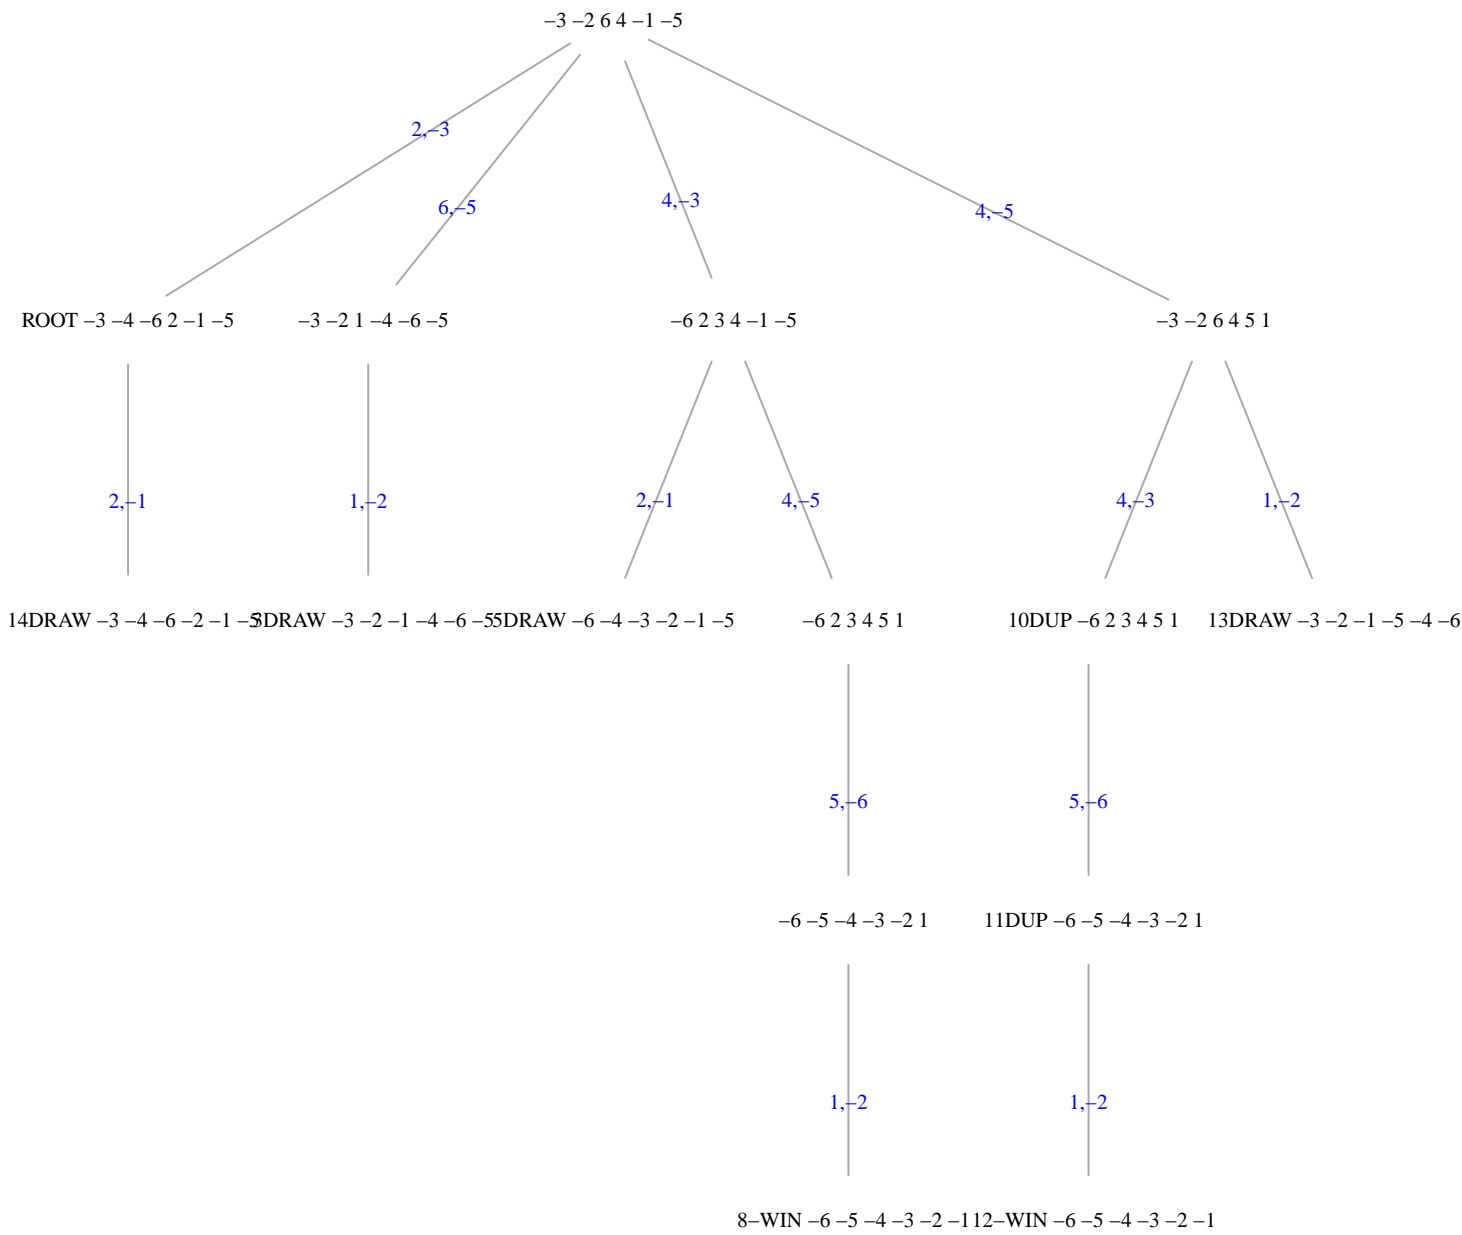 −3 −2 6 4 −1 −5
2,−3
6,−5
4,−3
4,−5
ROOT −3 −4 −6 2 −1 −5
−3 −2 1 −4 −6 −5
−6 2 3 4 −1 −5
−3 −2 6 4 5 1
2,−1
1,−2
2,−1
4,−5
4,−3
1,−2
14DRAW −3 −4 −6 −2 −1 −5
3DRAW −3 −2 −1 −4 −6 −5
5DRAW −6 −4 −3 −2 −1 −5
−6 2 3 4 5 1
10DUP −6 2 3 4 5 1
13DRAW −3 −2 −1 −5 −4 −6
5,−6
5,−6
−6 −5 −4 −3 −2 1
11DUP −6 −5 −4 −3 −2 1
1,−2
1,−2
8−WIN −6 −5 −4 −3 −2 −1
12−WIN −6 −5 −4 −3 −2 −1